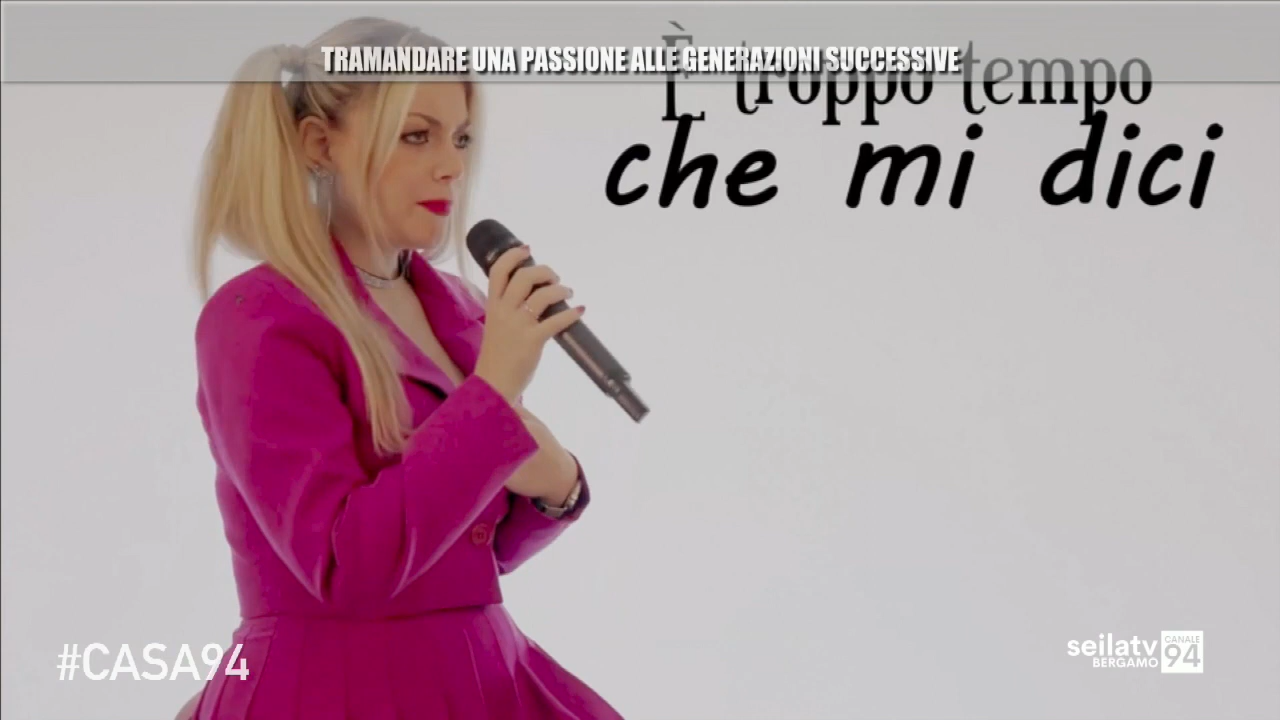 TRAMANDARE UNA PASSIONE ALLE GENERAZIONI SUCCESSIVE
È troppo tempo
che mi dici
#CASA94
seilatv
BERGAMO
CANALE
94